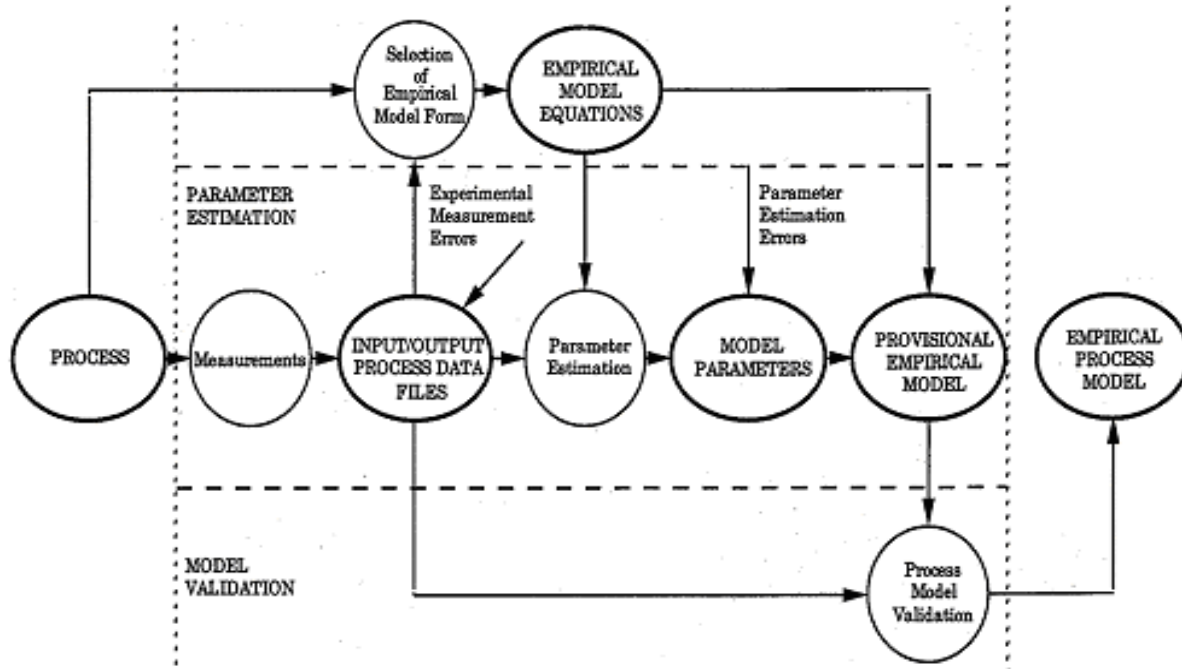 Selection
of
Empirical
Model Form
EMPIRICAL
MODEL
EQUATIONS
PARAMETER
ESTIMATION
Experimental
Measurement
Errors
Parameter
Estimation
Errors
PROCESS
Measurements
INPUT/OUTPUT
PROCESS DATA
FILES
Parameter
Estimation
MODEL
PARAMETERS
PROVISIONAL
EMPIRICAL
MODEL
EMPIRICAL
PROCESS
MODEL
MODEL
VALIDATION
Process
Model
Validation